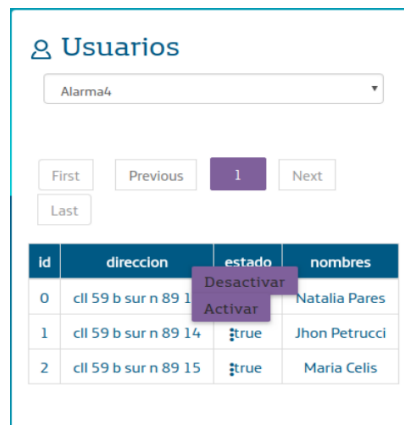 Usuarios
Alarma4
First Previous 1 Next
Last
id direccion estado nombres
Desactivar
0 cll 59 b sur n 89 1 Natalia Pares
Activar
1 cll 59 b sur n 89 14 true Jhon Petrucci
2 cll 59 b sur n 89 15 true Maria Celis